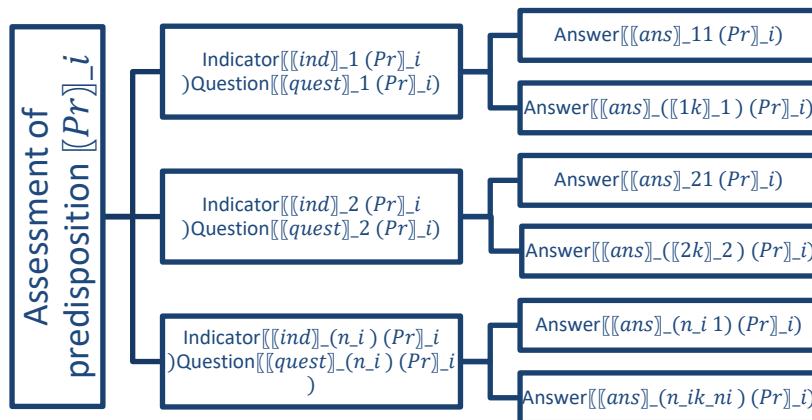 Assessment of
predisposition 〖(Pr〗_i
Indicator〖〖(ind〗_1 (Pr〗_i
)Question〖〖(quest〗_1 (Pr〗_i)
Answer〖〖(ans〗_11 (Pr〗_i)
Answer〖〖(ans〗_(〖1k〗_1 ) (Pr〗_i)
Indicator〖〖(ind〗_2 (Pr〗_i
)Question〖〖(quest〗_2 (Pr〗_i)
Answer〖〖(ans〗_21 (Pr〗_i)
Answer〖〖(ans〗_(〖2k〗_2 ) (Pr〗_i)
Indicator〖〖(ind〗_(n_i ) (Pr〗_i
)Question〖〖(quest〗_(n_i ) (Pr〗_i
)
Answer〖〖(ans〗_(n_i 1) (Pr〗_i)
Answer〖〖(ans〗_(n_ik_ni ) (Pr〗_i)